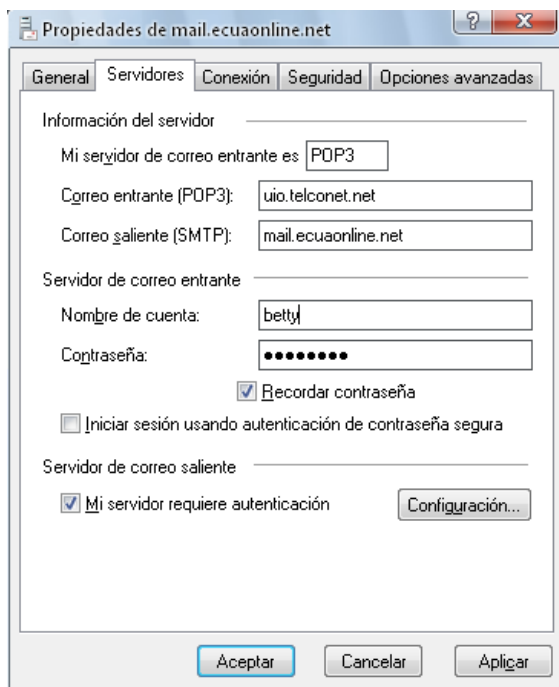 Propiedades de mail.ecuaonline.net
General Servidores Conexión Seguridad Opciones avanzadas
Información del servidor
Mi servidor de correo entrante es POP3
Correo entrante (POP3): uio.telconet.net
Correo saliente (SMTP): mail.ecuaonline.net
Servidor de correo entrante
Nombre de cuenta: betty
Contraseña: ●●●●●●●●
Recordar contraseña
Iniciar sesión usando autenticación de contraseña segura
Servidor de correo saliente
Mi servidor requiere autenticación Configuración...
Aceptar Cancelar Aplicar